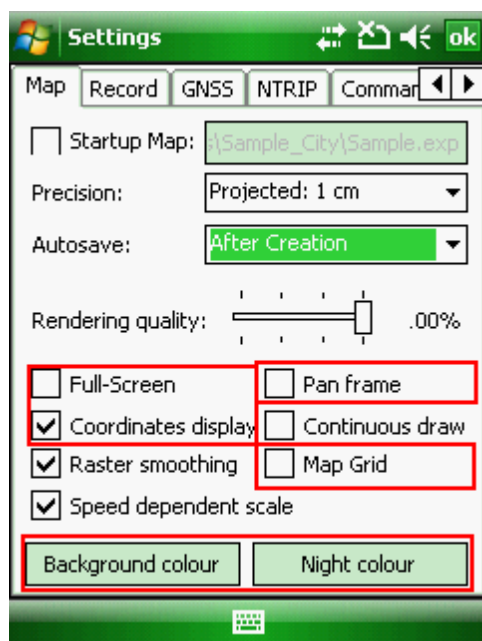 Settings ok
Map Record GNSS NTRIP Commar
Startup Map: ;\Sample_City\Sample.exp
Precision: Projected: 1 cm
Autosave: After Creation
Rendering quality: .00%
Full-Screen Pan frame
Coordinates display Continuous draw
Raster smoothing Map Grid
Speed dependent scale
Background colour Night colour